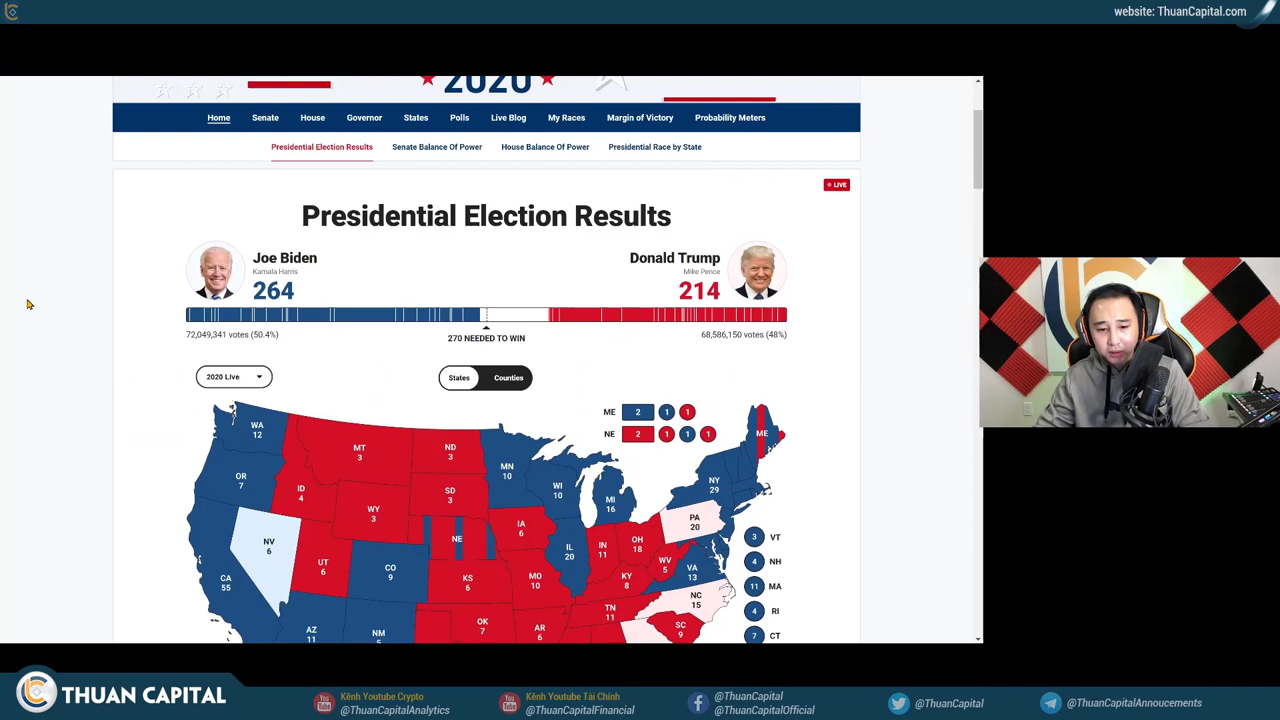 website: ThuanCapital.com
2020
Home Senate House Governor States Polls Live Blog My Races Margin of Victory Probability Meters
Presidential Election Results Senate Balance Of Power House Balance Of Power Presidential Race by State
LIVE
Presidential Election Results
Joe Biden
Kamala Harris
264
Donald Trump
Mike Pence
214
72,049,341 votes (50.4%)
270 NEEDED TO WIN
68,586,150 votes (48%)
2020 Live
States Counties
ME 2 1 1
NE 2 1 1 1
WA
12
OR
7
CA
55
NV
6
ID
4
MT
3
WY
3
UT
6
AZ
11
CO
9
NM
5
ND
3
SD
3
NE
KS
6
OK
7
MN
10
IA
6
MO
10
AR
6
WI
10
IL
20
MI
16
IN
11
OH
18
KY
8
TN
11
WV
5
VA
13
NC
15
SC
9
PA
20
NY
29
ME
3 VT
4 NH
11 MA
4 RI
7 CT
THUAN CAPITAL
Kênh Youtube Crypto
@ThuanCapitalAnalytics
Kênh Youtube Tài Chính
@ThuanCapitalFinancial
@ThuanCapital
@ThuanCapitalOfficial
@ThuanCapital
@ThuanCapitalAnnoucements